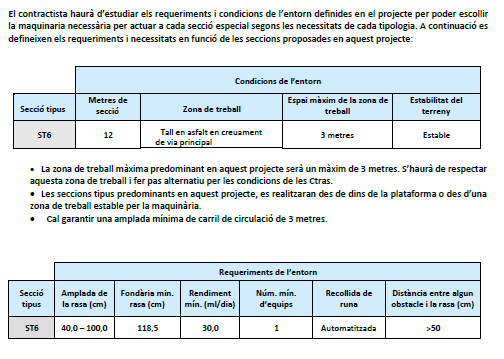 El contractista haurà d'estudiar els requeriments i condicions de l'entorn definides en el projecte per poder escollir
la maquinaria necessària per actuar a cada secció especial segons les necessitats de cada tipologia. A continuació es
defineixen els requeriments i necessitats en funció de les seccions proposades en aquest projecte:
Condicions de l'entorn
Secció tipus
Metres de
secció
Zona de treball
Espai màxim de la zona de
treball
Estabilitat del
terreny
ST6
12
Tall en asfalt en creuament
de via principal
3 metres
Estable
• La zona de treball màxima predominant en aquest projecte serà un màxim de 3 metres. S'haurà de respectar
aquesta zona de treball i fer pas alternatiu per les condicions de les Ctras.
• Les seccions tipus predominants en aquest projecte, es realitzaran des de dins de la plataforma o des d'una
zona de treball estable per la maquinària.
• Cal garantir una amplada mínima de carril de circulació de 3 metres.
Requeriments de l'entorn
Secció
tipus
Amplada de
la rasa (cm)
Fondària min.
rasa (cm)
Rendiment
mín. (ml/dia)
Núm. mín.
d'equips
Recollida de
runa
Distància entre algun
obstacle i la rasa (cm)
ST6
40,0 – 100,0
118,5
30,0
1
Automatitzada
>50